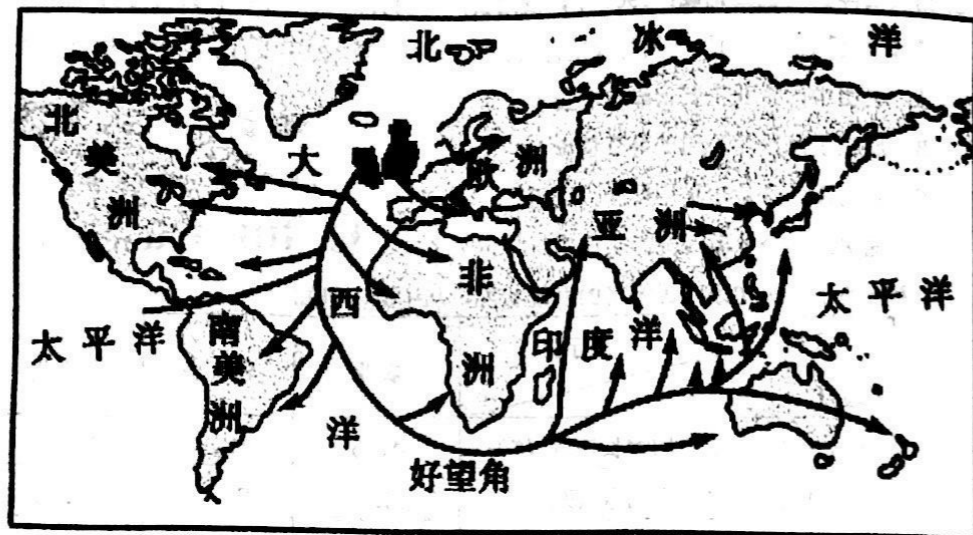 北冰洋
北美洲
大西洋
欧洲
亚洲
非洲
太平洋
太平洋
南美洲
印度洋
好望角